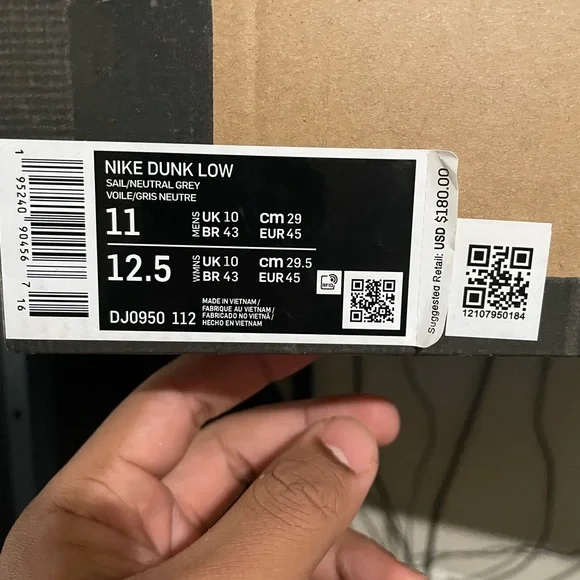 NIKE DUNK LOW
SAIL/NEUTRAL GREY
VOILE/GRIS NEUTRE
11 MENS UK 10 cm 29
BR 43 EUR 45
12.5 WMNS UK 10 cm 29.5
BR 43 EUR 45
RFID
DJ0950 112
MADE IN VIETNAM/
FABRIQUE AU VIETNAM/
FABRICADO NO VIETNÃ/
HECHO EN VIETNAM
1 95240 90456 7 16
Suggested Retail: USD $180.00
12107950184